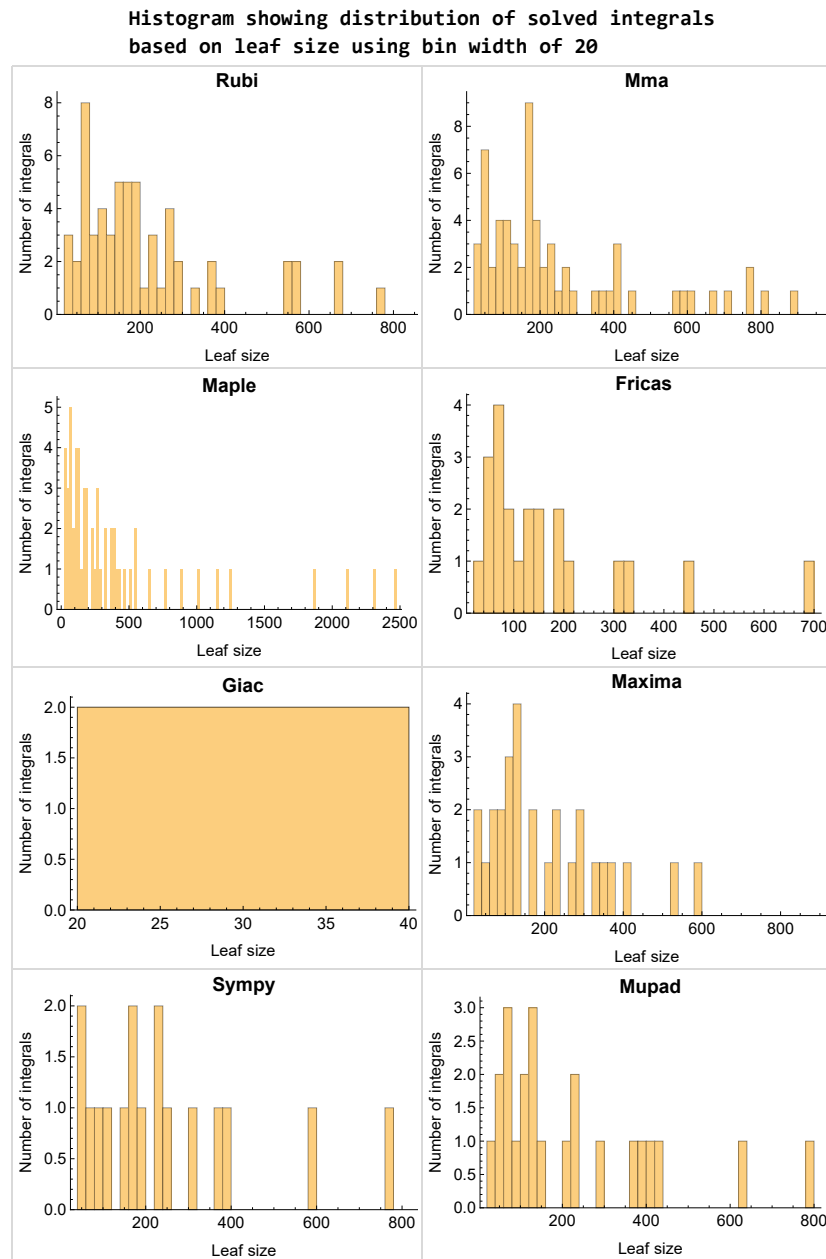 Histogram showing distribution of solved integrals
based on leaf size using bin width of 20
Rubi
Number of integrals
8
6
4
2
0
200 400 600 800
Leaf size
Mma
Number of integrals
8
6
4
2
0
200 400 600 800
Leaf size
Maple
Number of integrals
5
4
3
2
1
0
0 500 1000 1500 2000 2500
Leaf size
Fricas
Number of integrals
4
3
2
1
0
100 200 300 400 500 600 700
Leaf size
Giac
Number of integrals
2.0
1.5
1.0
0.5
0.0
20 25 30 35 40
Leaf size
Maxima
Number of integrals
4
3
2
1
0
200 400 600 800
Leaf size
Sympy
Number of integrals
2.0
1.5
1.0
0.5
0.0
200 400 600 800
Leaf size
Mupad
Number of integrals
3.0
2.5
2.0
1.5
1.0
0.5
0.0
200 400 600 800
Leaf size